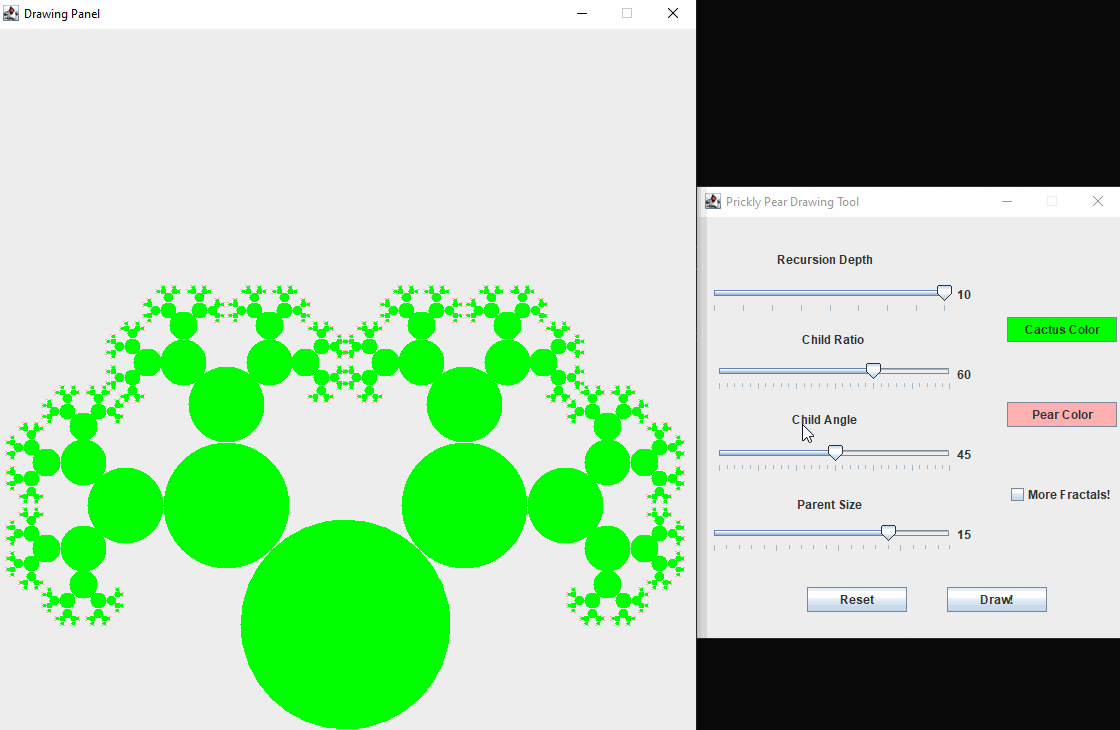 Drawing Panel
Prickly Pear Drawing Tool
Recursion Depth
10
Cactus Color
Child Ratio
60
Pear Color
Child Angle
45
More Fractals!
Parent Size
15
Reset
Draw!